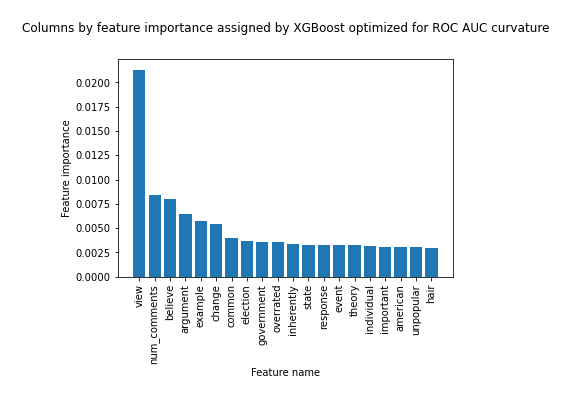 Columns by feature importance assigned by XGBoost optimized for ROC AUC curvature
Feature importance
0.0200
0.0175
0.0150
0.0125
0.0100
0.0075
0.0050
0.0025
0.0000
view
num_comments
believe
argument
example
change
common
election
government
overrated
inherently
state
response
event
theory
individual
important
american
unpopular
hair
Feature name